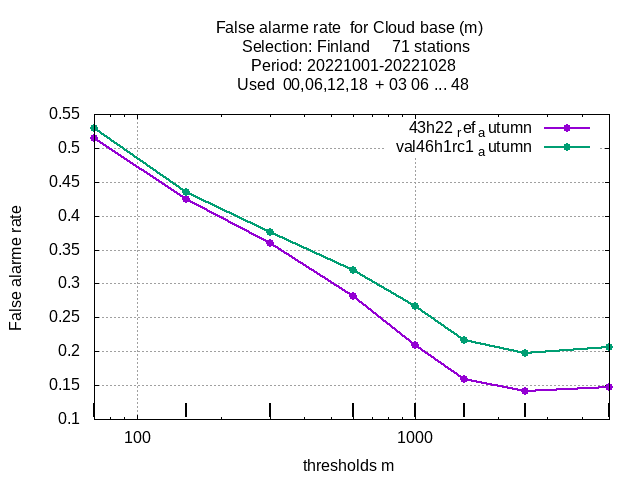 False alarme rate for Cloud base (m)
Selection: Finland 71 stations
Period: 20221001-20221028
Used 00,06,12,18 + 03 06 ... 48
0.55
0.5
0.45
0.4
0.35
0.3
0.25
0.2
0.15
0.1
False alarme rate
43h22 ref autumn
val46h1rc1 autumn
100
1000
thresholds m